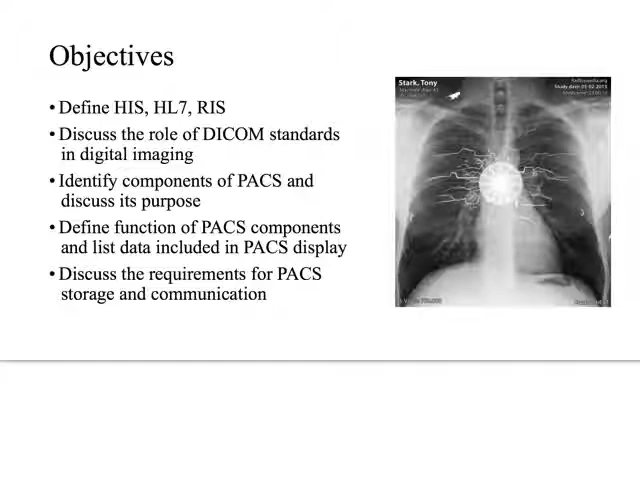 Objectives
• Define HIS, HL7, RIS
• Discuss the role of DICOM standards
in digital imaging
• Identify components of PACS and
discuss its purpose
• Define function of PACS components
and list data included in PACS display
• Discuss the requirements for PACS
storage and communication
Stark, Tony
Study date: